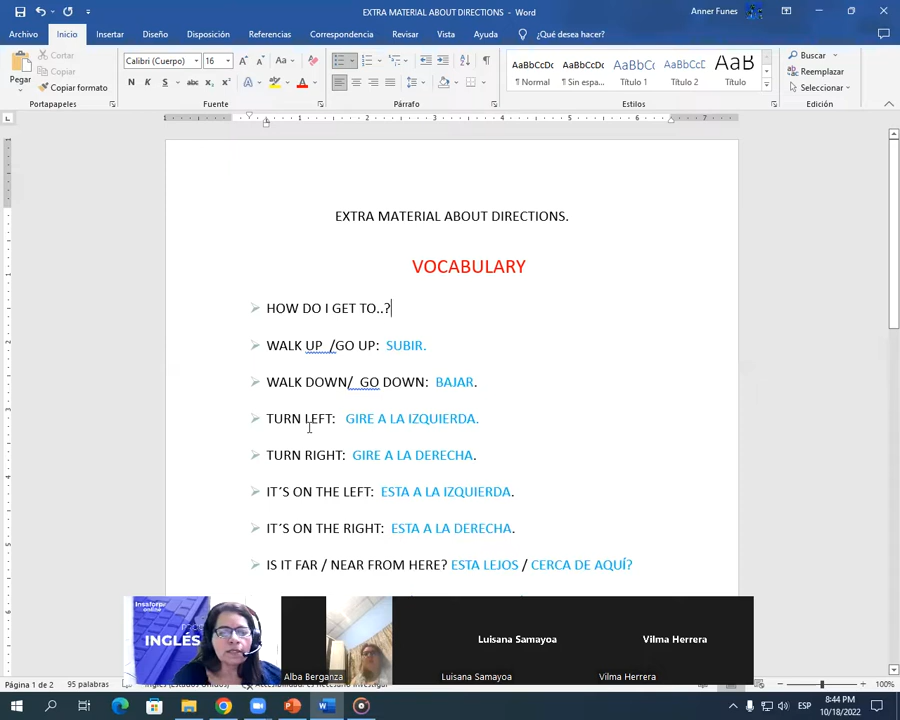 EXTRA MATERIAL ABOUT DIRECTIONS - Word
Anner Funes
Archivo Inicio Insertar Diseño Disposición Referencias Correspondencia Revisar Vista Ayuda ¿Qué desea hacer?
Pegar
Cortar
Copiar
Copiar formato
Calibri (Cuerpo) 16
N K S abc x₂ x²
AaBbCcDc AaBbCcDc AaBbCc AaBbCcD AaB
¶ Normal ¶ Sin espa... Título 1 Título 2 Título
Buscar
Reemplazar
Seleccionar
Portapapeles Fuente Párrafo Estilos Edición
EXTRA MATERIAL ABOUT DIRECTIONS.
VOCABULARY
HOW DO I GET TO..?
WALK UP /GO UP: SUBIR.
WALK DOWN/ GO DOWN: BAJAR.
TURN LEFT: GIRE A LA IZQUIERDA.
TURN RIGHT: GIRE A LA DERECHA.
IT´S ON THE LEFT: ESTA A LA IZQUIERDA.
IT´S ON THE RIGHT: ESTA A LA DERECHA.
IS IT FAR / NEAR FROM HERE? ESTA LEJOS / CERCA DE AQUÍ?
Insaforp
online
INGLÉS
Alba Berganza
Luisana Samayoa
Luisana Samayoa
Vilma Herrera
Vilma Herrera
Página 1 de 2 95 palabras
100%
ESP
8:44 PM
10/18/2022